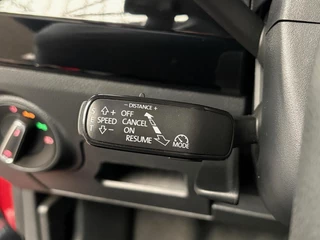 − DISTANCE +
+ OFF
SPEED CANCEL
− ON
RESUME
MODE